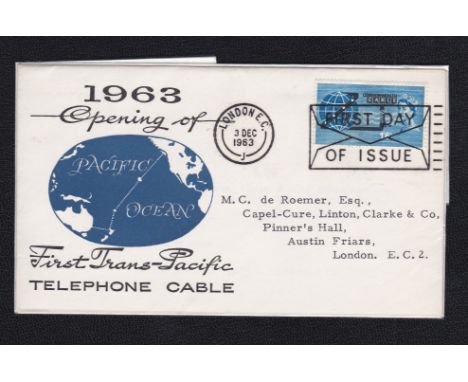 1963
Opening of
PACIFIC
OCEAN
First Trans-Pacific
TELEPHONE CABLE
LONDON E.C.
3 DEC
1963
J
CABLE
FIRST DAY
OF ISSUE
M.C. de Roemer, Esq.,
Capel-Cure, Linton, Clarke & Co,
Pinner's Hall,
Austin Friars,
London. E.C.2.